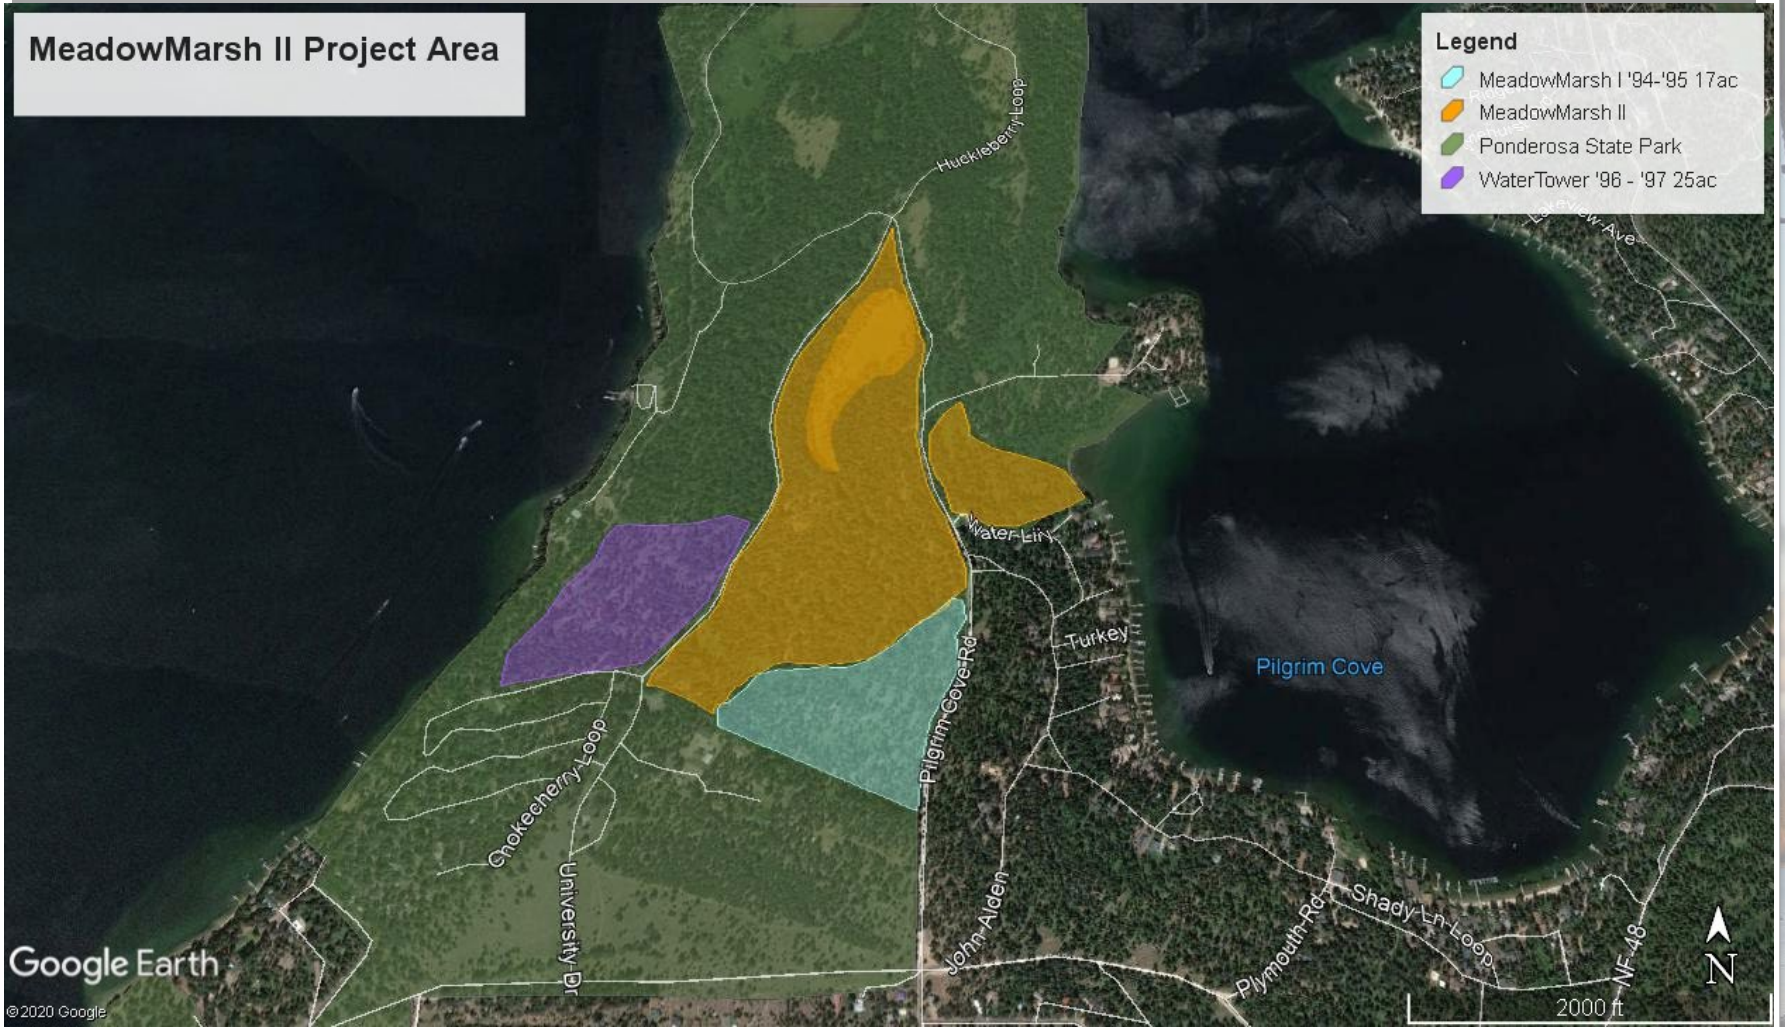 MeadowMarsh II Project Area
Legend
MeadowMarsh I '94-'95 17ac
MeadowMarsh II
Ponderosa State Park
WaterTower '96 - '97 25ac
Lakeview Ave
Huckleberry Loop
Turkey
Pilgrim Cove
Pilgrim Cove Rd
Chokecherry Loop
University Dr
John Alden
Plymouth Rd
Shady Ln Loop
NF-48
N
2000 ft
Google Earth
©2020 Google